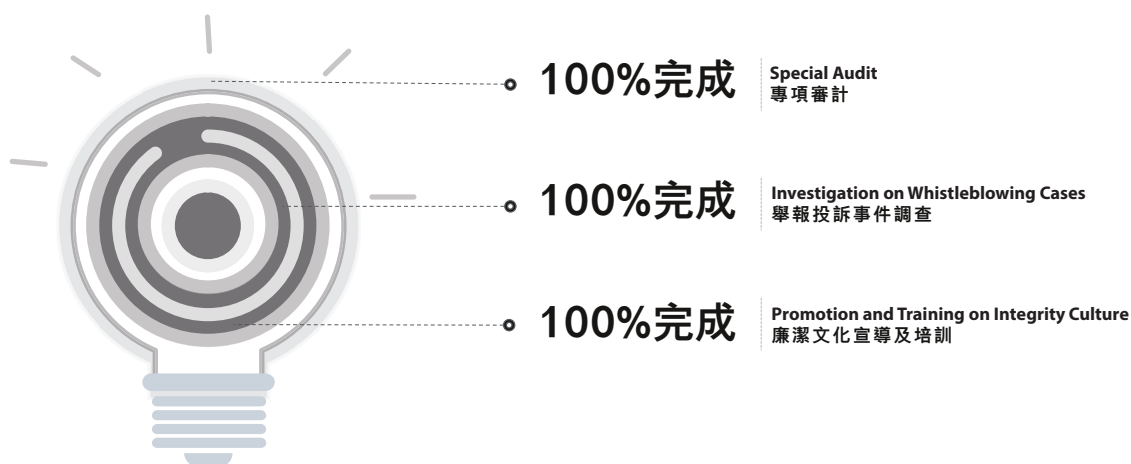 100%完成
Special Audit
專項審計
100%完成
Investigation on Whistleblowing Cases
舉報投訴事件調查
100%完成
Promotion and Training on Integrity Culture
廉潔文化宣導及培訓